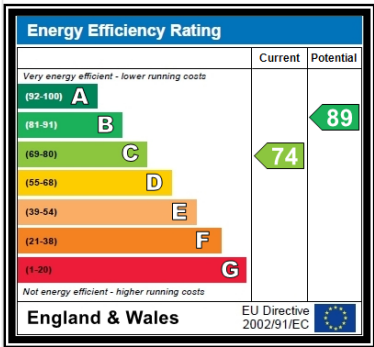 Energy Efficiency Rating
Current Potential
Very energy efficient - lower running costs
(92-100) A
(81-91) B
89
(69-80) C
74
(55-68) D
(39-54) E
(21-38) F
(1-20) G
Not energy efficient - higher running costs
England & Wales
EU Directive
2002/91/EC